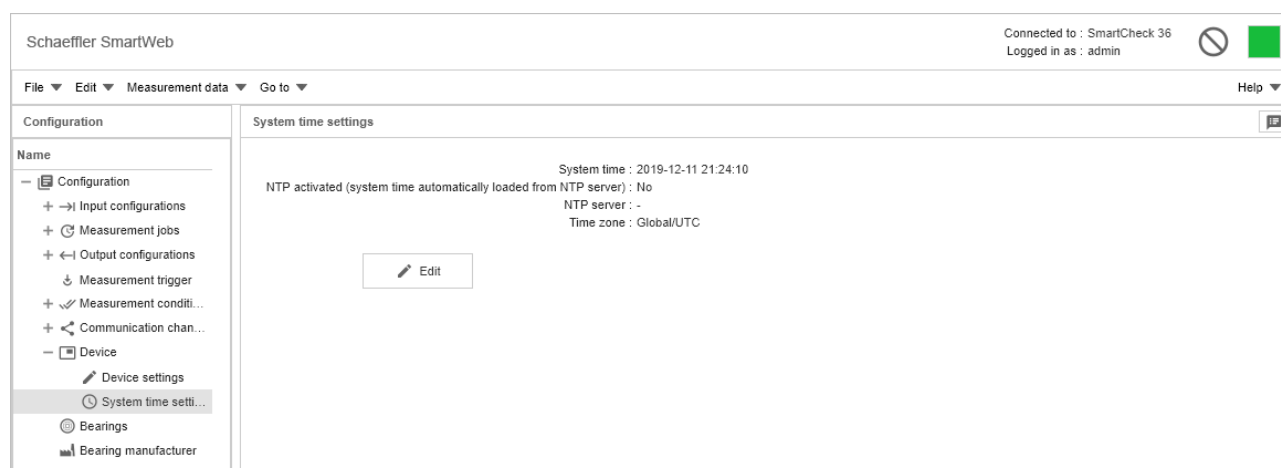 Schaeffler SmartWeb
Connected to : SmartCheck 36
Logged in as : admin
File Edit Measurement data Go to Help
Configuration
System time settings
Name
Configuration
Input configurations
Measurement jobs
Output configurations
Measurement trigger
Measurement conditi...
Communication chan...
Device
Device settings
System time setti...
Bearings
Bearing manufacturer
System time : 2019-12-11 21:24:10
NTP activated (system time automatically loaded from NTP server) : No
NTP server : -
Time zone : Global/UTC
Edit